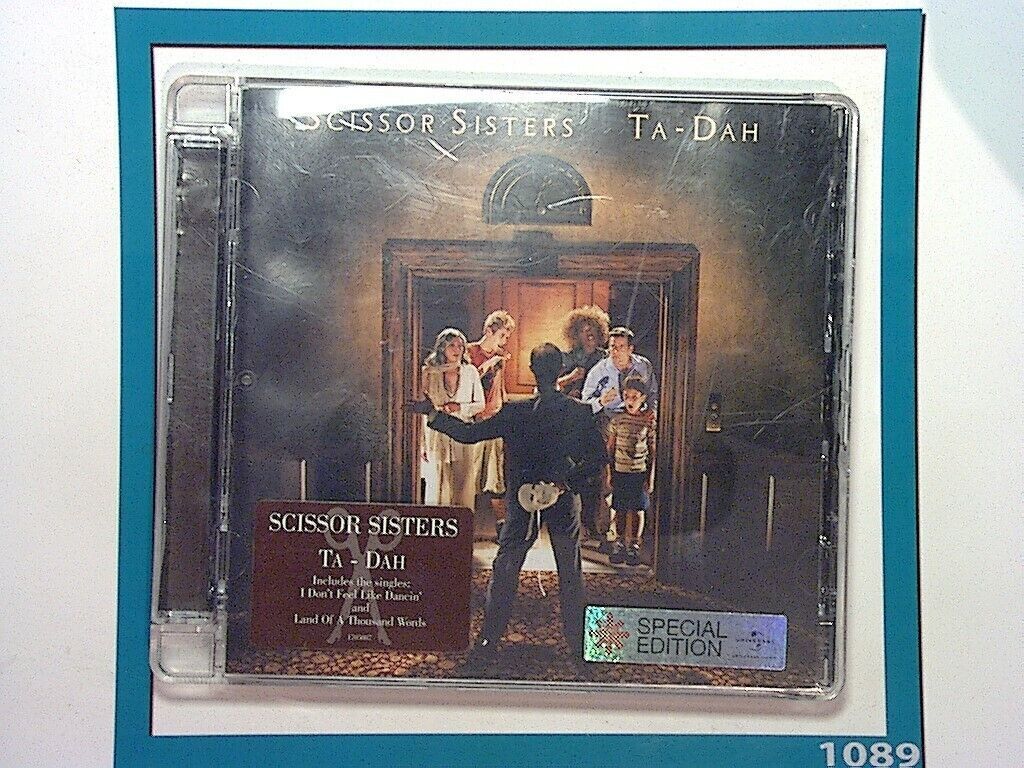 SCISSOR SISTERS TA-DAH
SCISSOR SISTERS
TA - DAH
Includes the singles:
I Don't Feel Like Dancin'
and
Land Of A Thousand Words
SPECIAL
EDITION
UNIVERSAL
1089